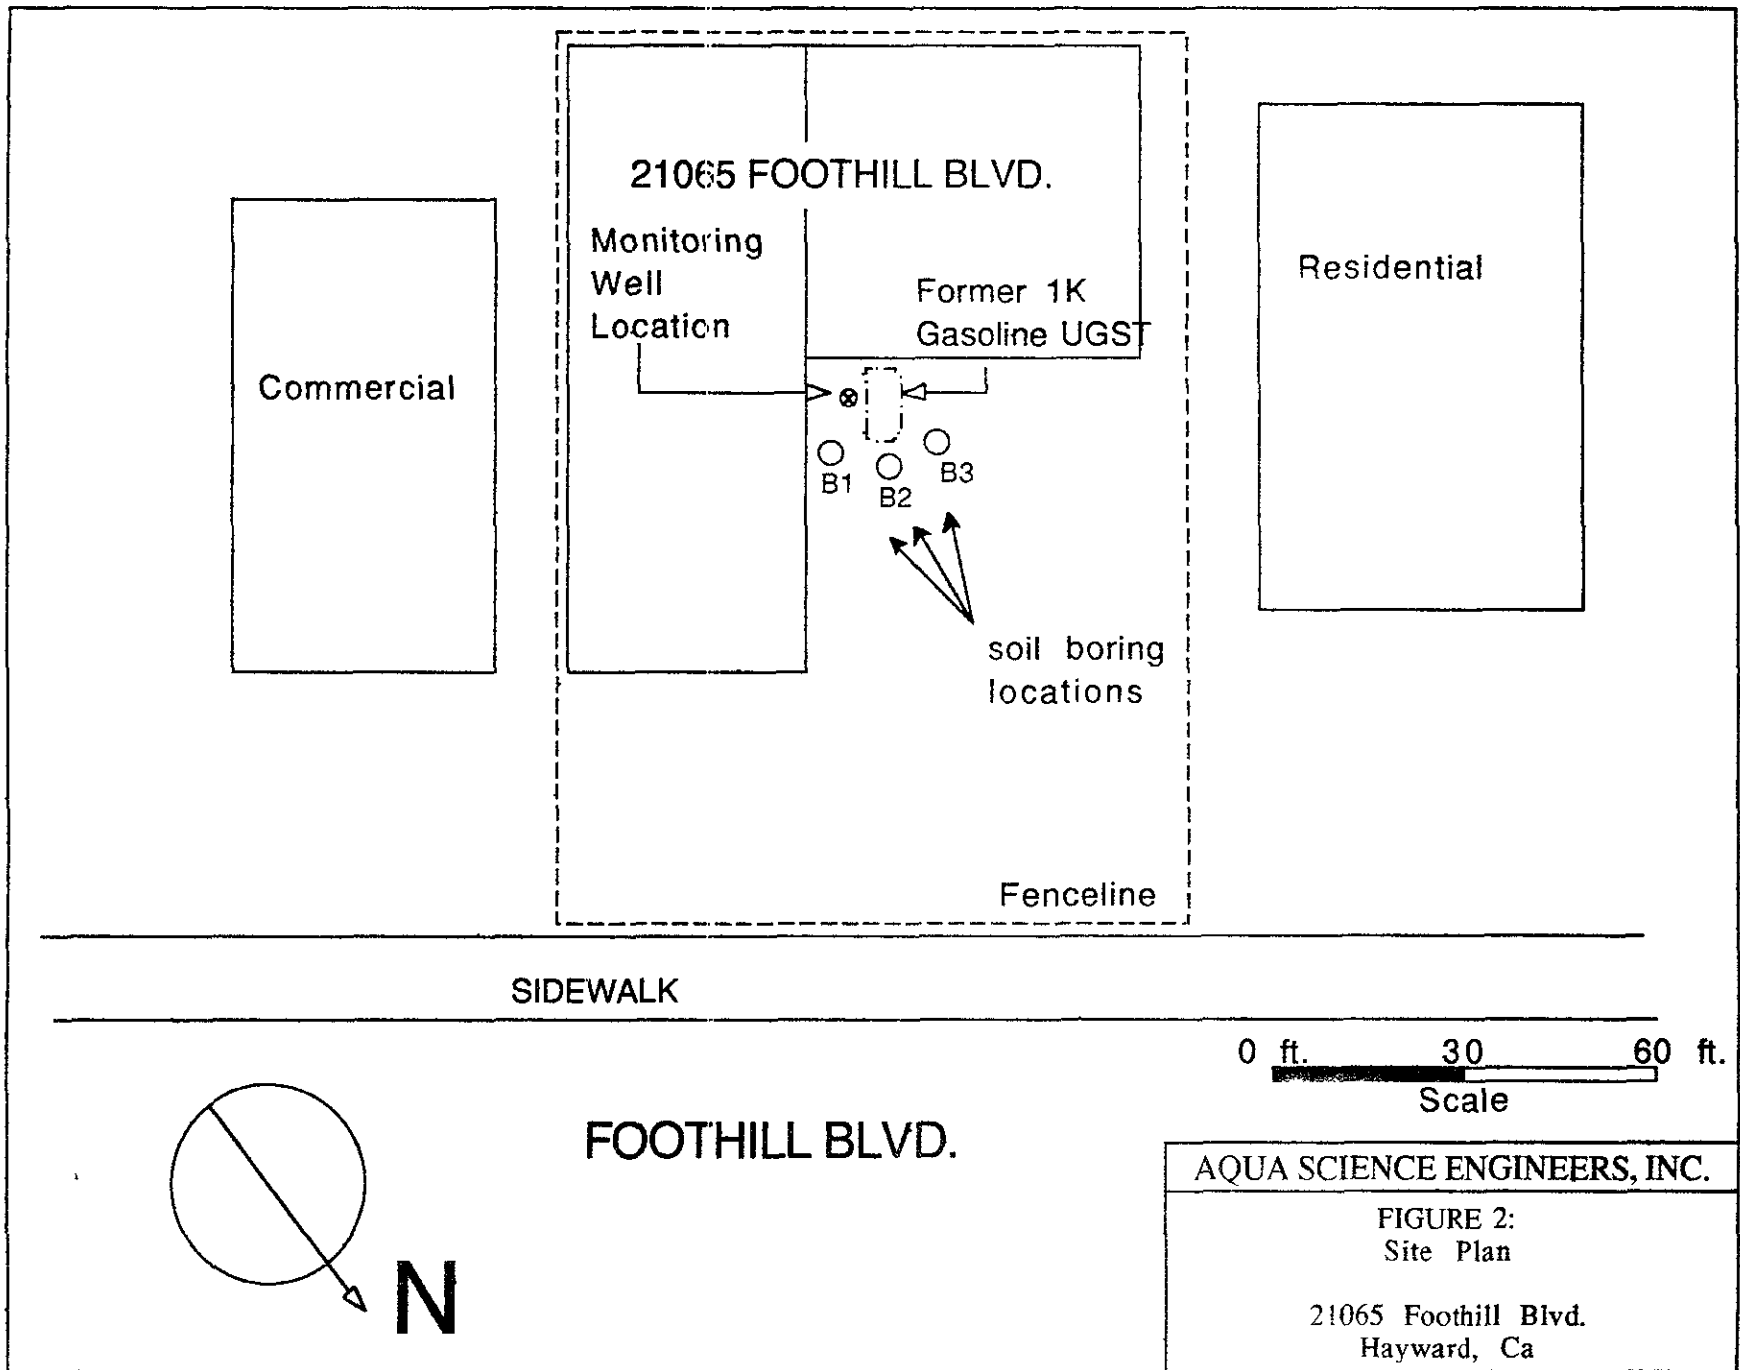 21065 FOOTHILL BLVD.
Monitoring
Well
Location
Former 1K
Gasoline UGST
Residential
Commercial
B1
B2
B3
soil boring
locations
Fenceline
SIDEWALK
0 ft. 30 60 ft.
Scale
FOOTHILL BLVD.
N
AQUA SCIENCE ENGINEERS, INC.
FIGURE 2:
Site Plan
21065 Foothill Blvd.
Hayward, Ca